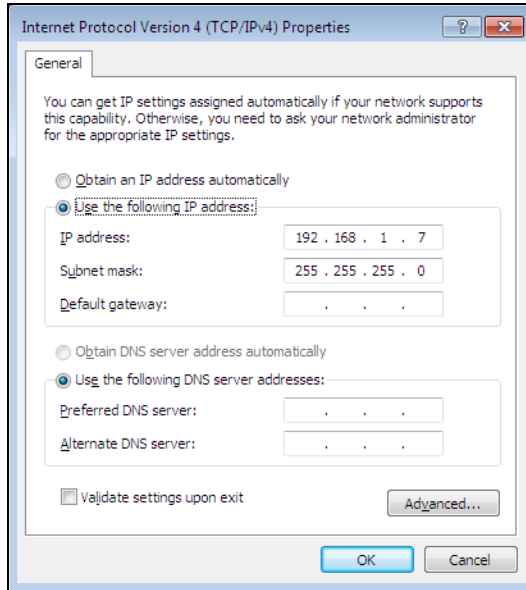 Internet Protocol Version 4 (TCP/IPv4) Properties
General
You can get IP settings assigned automatically if your network supports
this capability. Otherwise, you need to ask your network administrator
for the appropriate IP settings.
Obtain an IP address automatically
Use the following IP address:
IP address: 192 . 168 . 1 . 7
Subnet mask: 255 . 255 . 255 . 0
Default gateway: . . .
Obtain DNS server address automatically
Use the following DNS server addresses:
Preferred DNS server: . . .
Alternate DNS server: . . .
Validate settings upon exit
Advanced...
OK Cancel